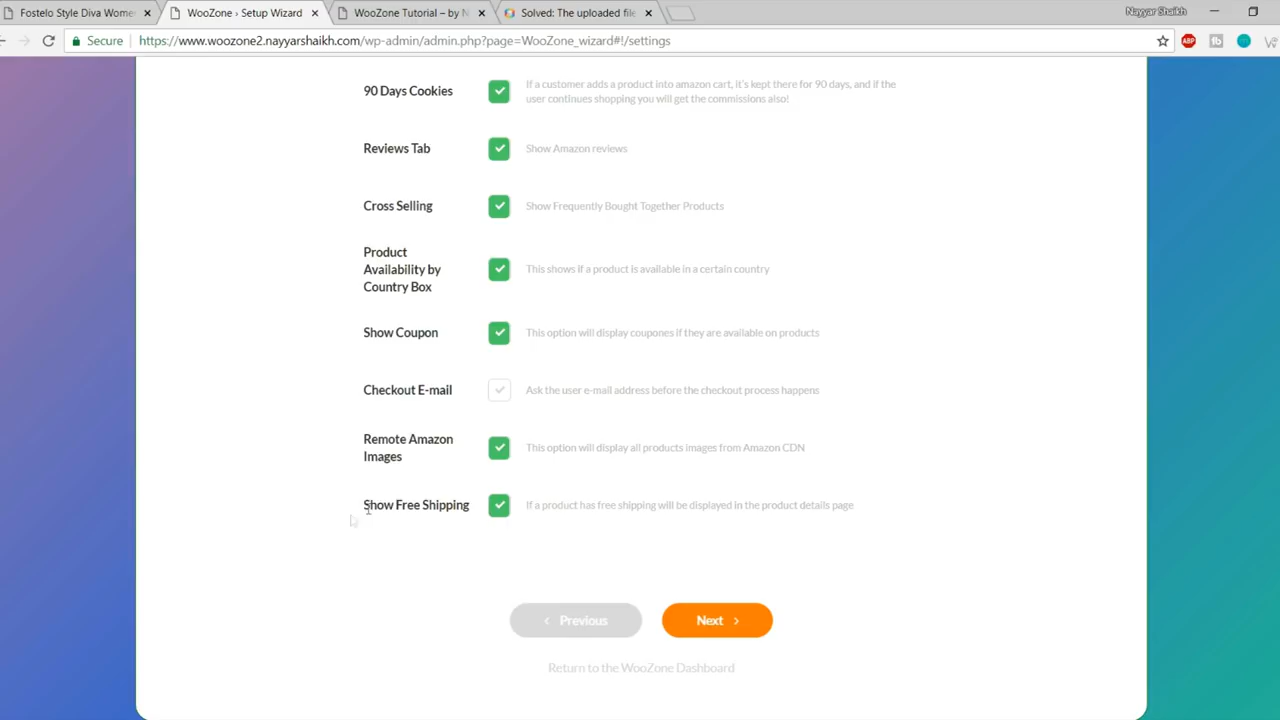 Fostelo Style Diva Wome
WooZone › Setup Wizard
WooZone Tutorial – by N
Solved: The uploaded file
Nayyar Shaikh
Secure
https://www.woozone2.nayyarshaikh.com/wp-admin/admin.php?page=WooZone_wizard#!/settings
ABP
90 Days Cookies
If a customer adds a product into amazon cart, it's kept there for 90 days, and if the
user continues shopping you will get the commissions also!
Reviews Tab
Show Amazon reviews
Cross Selling
Show Frequently Bought Together Products
Product
Availability by
Country Box
This shows if a product is available in a certain country
Show Coupon
This option will display coupones if they are available on products
Checkout E-mail
Ask the user e-mail address before the checkout process happens
Remote Amazon
Images
This option will display all products images from Amazon CDN
Show Free Shipping
If a product has free shipping will be displayed in the product details page
‹ Previous
Next ›
Return to the WooZone Dashboard